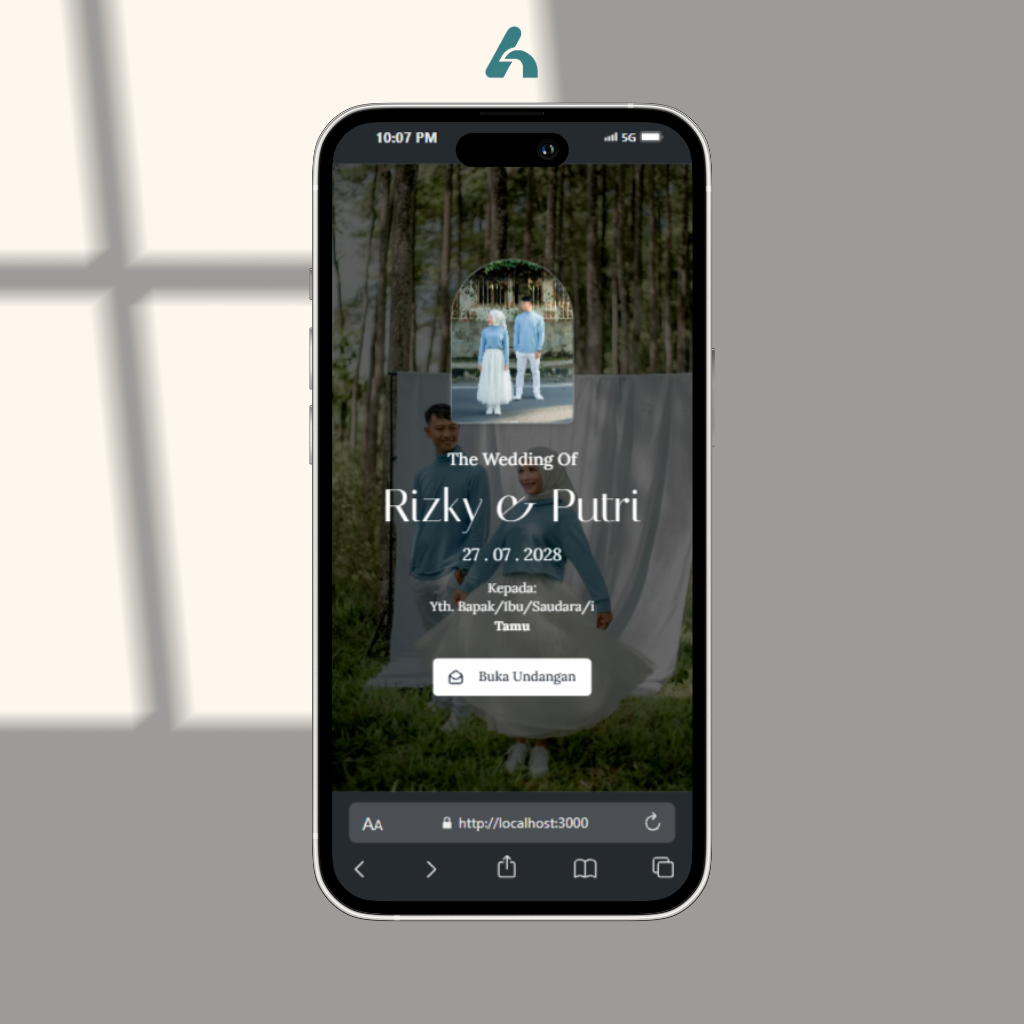 10:07 PM
5G
The Wedding Of
Rizky & Putri
27 . 07 . 2028
Kepada:
Yth. Bapak/Ibu/Saudara/i
Tamu
Buka Undangan
AA
http://localhost:3000